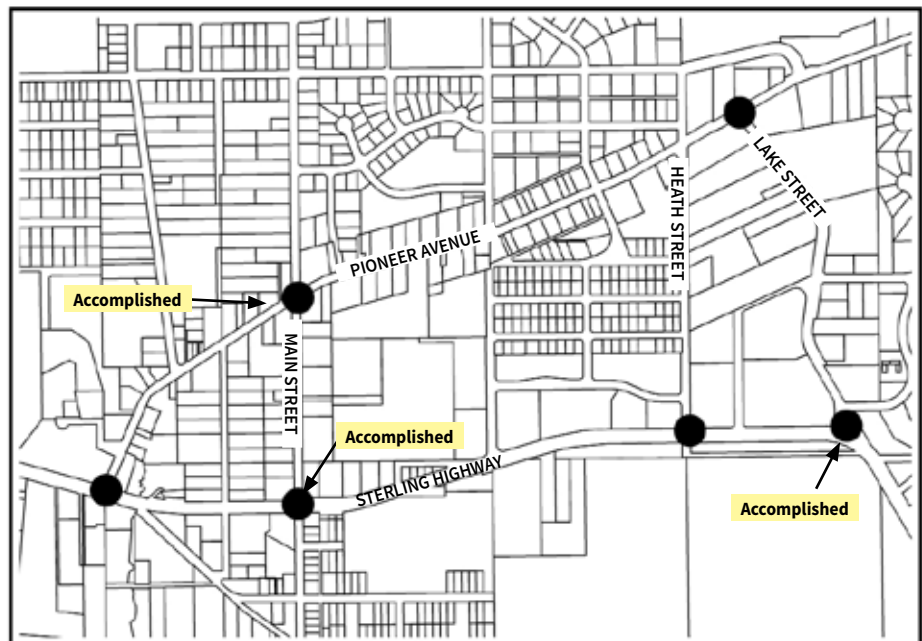 LAKE STREET
HEATH STREET
PIONEER AVENUE
Accomplished
MAIN STREET
Accomplished
STERLING HIGHWAY
Accomplished